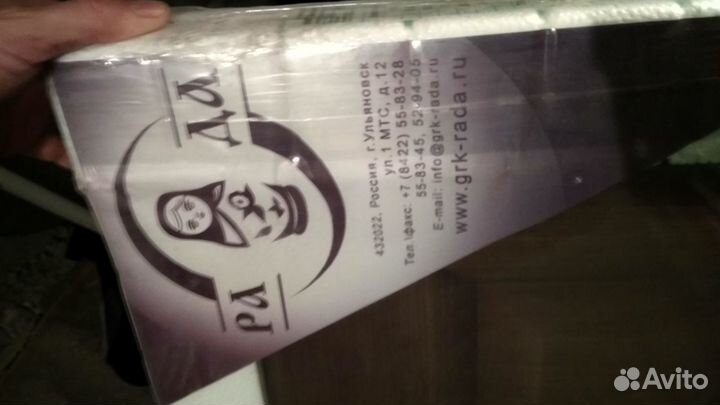 РА ДА
432022, Россия, г.Ульяновск
ул.1 МТС, д.12
Тел.\факс: +7 (8422) 55-83-28
55-83-45, 52-94-05
E-mail: info@grk-rada.ru
www.grk-rada.ru
Avito